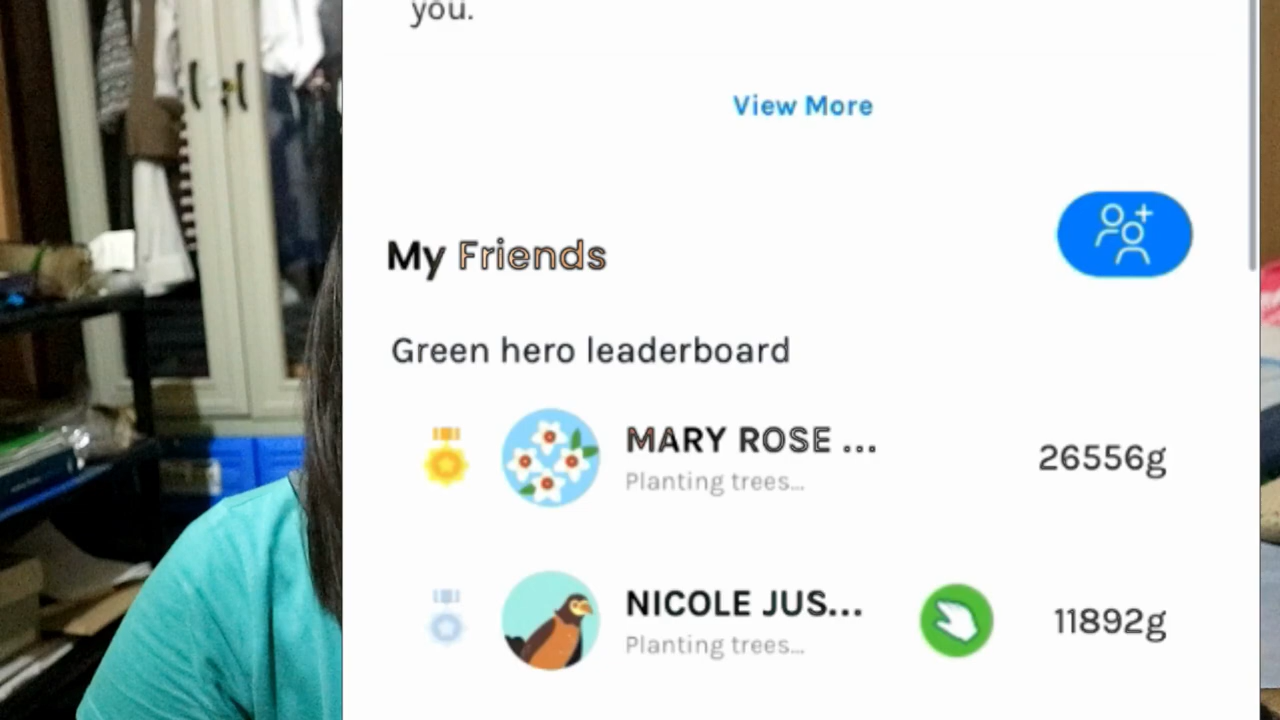 you.
View More
My Friends
Green hero leaderboard
MARY ROSE ...
26556g
Planting trees...
NICOLE JUS...
11892g
Planting trees...